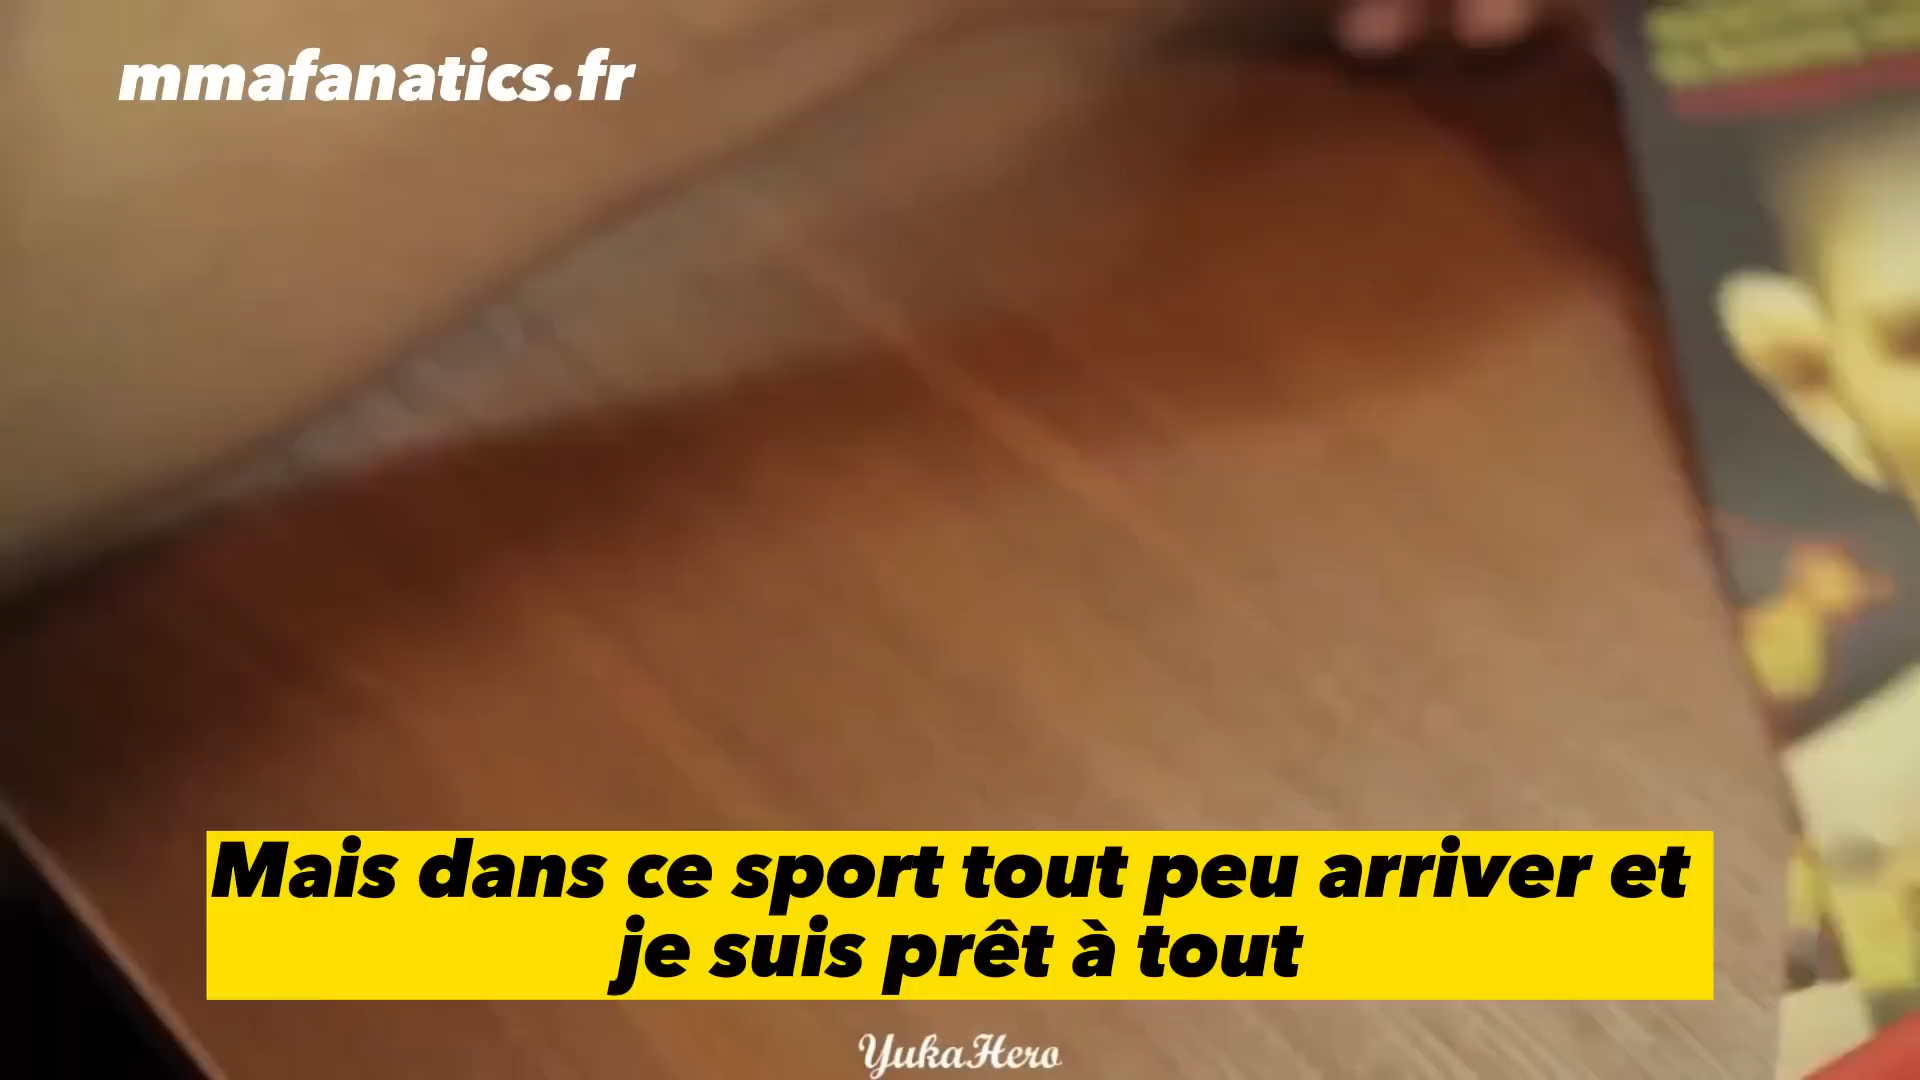 mmafanatics.fr
Mais dans ce sport tout peu arriver et
je suis prêt à tout
YukaHero